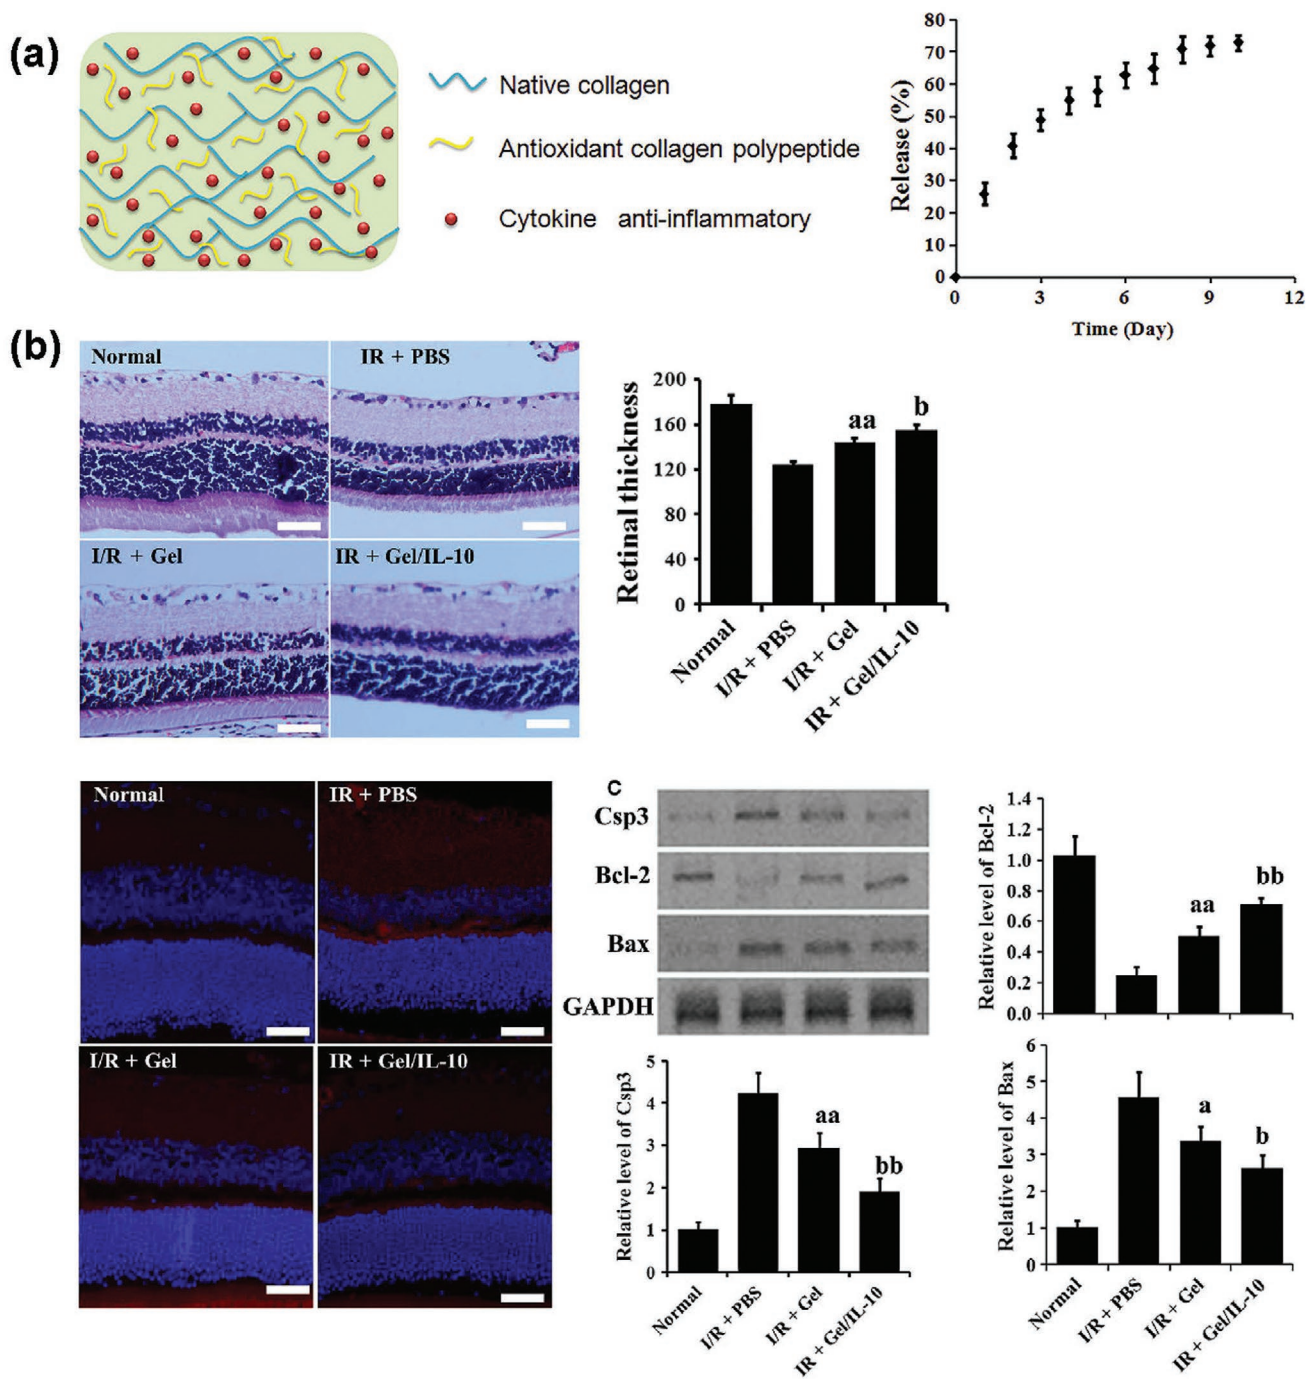 (a)
Native collagen
Antioxidant collagen polypeptide
Cytokine anti-inflammatory
Release (%)
80
70
60
50
40
30
20
10
0
0 3 6 9 12
Time (Day)
(b)
Normal
IR + PBS
I/R + Gel
IR + Gel/IL-10
Retinal thickness
200
160
120
80
40
0
aa
b
Normal
I/R + PBS
I/R + Gel
IR + Gel/IL-10
Normal
IR + PBS
I/R + Gel
IR + Gel/IL-10
C
Csp3
Bcl-2
Bax
GAPDH
Relative level of Bcl-2
1.4
1.2
1.0
0.8
0.6
0.4
0.2
0.0
aa
bb
Relative level of Csp3
5
4
3
2
1
0
aa
bb
Normal
I/R + PBS
I/R + Gel
IR + Gel/IL-10
Relative level of Bax
6
5
4
3
2
1
0
a
b
Normal
I/R + PBS
I/R + Gel
IR + Gel/IL-10